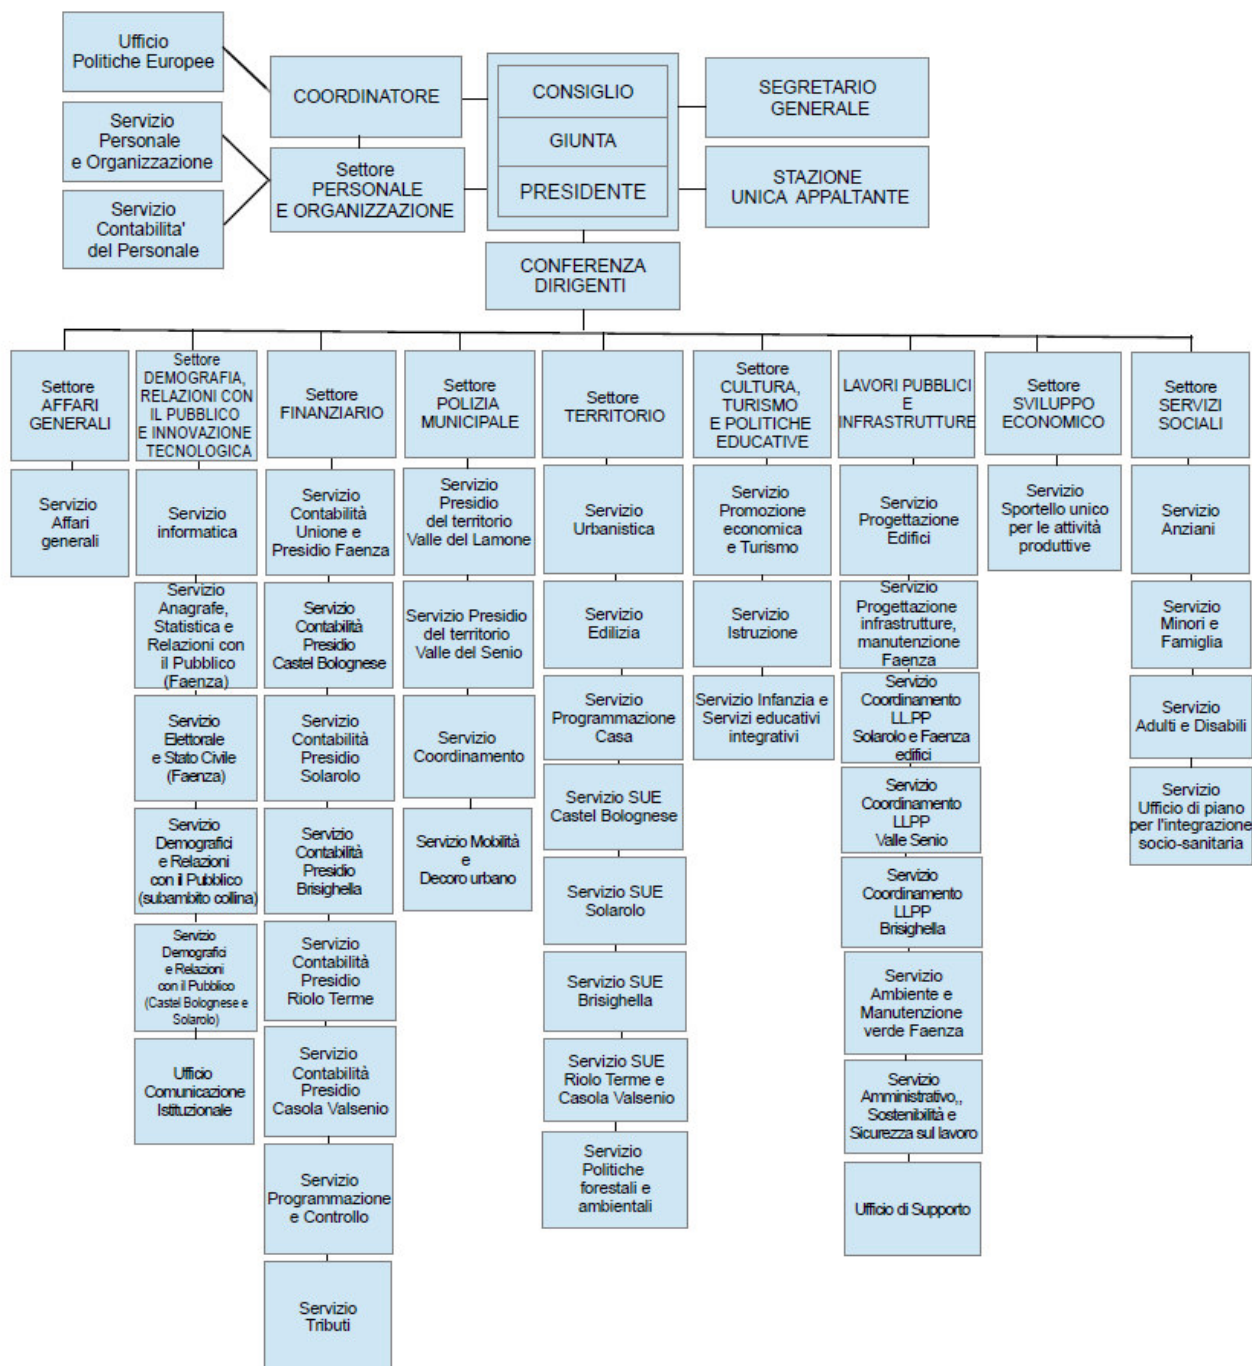 Ufficio
Politiche Europee
Servizio
Personale
e Organizzazione
Servizio
Contabilita'
del Personale
COORDINATORE
Settore
PERSONALE
E ORGANIZZAZIONE
CONSIGLIO
GIUNTA
PRESIDENTE
SEGRETARIO
GENERALE
STAZIONE
UNICA APPALTANTE
CONFERENZA
DIRIGENTI
Settore
AFFARI
GENERALI
Servizio
Affari
generali
Settore
DEMOGRAFIA,
RELAZIONI CON
IL PUBBLICO
E INNOVAZIONE
TECNOLOGICA
Servizio
informatica
Servizio
Anagrafe,
Statistica e
Relazioni con
il Pubblico
(Faenza)
Servizio
Elettorale
e Stato Civile
(Faenza)
Servizio
Demografici
e Relazioni
con il Pubblico
(subambito collina)
Servizio
Demografici
e Relazioni
con il Pubblico
(Castel Bolognese e
Solarolo)
Ufficio
Comunicazione
Istituzionale
Settore
FINANZIARIO
Servizio
Contabilità
Unione e
Presidio Faenza
Servizio
Contabilità
Presidio
Castel Bolognese
Servizio
Contabilità
Presidio
Solarolo
Servizio
Contabilità
Presidio
Brisighella
Servizio
Contabilità
Presidio
Riolo Terme
Servizio
Contabilità
Presidio
Casola Valsenio
Servizio
Programmazione
e Controllo
Servizio
Tributi
Settore
POLIZIA
MUNICIPALE
Servizio
Presidio
del territorio
Valle del Lamone
Servizio Presidio
del territorio
Valle del Senio
Servizio
Coordinamento
Servizio Mobilità
e
Decoro urbano
Settore
TERRITORIO
Servizio
Urbanistica
Servizio
Edilizia
Servizio
Programmazione
Casa
Servizio SUE
Castel Bolognese
Servizio SUE
Solarolo
Servizio SUE
Brisighella
Servizio SUE
Riolo Terme e
Casola Valsenio
Servizio
Politiche
forestali e
ambientali
Settore
CULTURA,
TURISMO
E POLITICHE
EDUCATIVE
Servizio
Promozione
economica
e Turismo
Servizio
Istruzione
Servizio Infanzia e
Servizi educativi
integrativi
LAVORI PUBBLICI
E
INFRASTRUTTURE
Servizio
Progettazione
Edifici
Servizio
Progettazione
infrastrutture,
manutenzione
Faenza
Servizio
Coordinamento
LL.PP
Solarolo e Faenza
edifici
Servizio
Coordinamento
LLPP
Valle Senio
Servizio
Coordinamento
LLPP
Brisighella
Servizio
Ambiente e
Manutenzione
verde Faenza
Servizio
Amministrativo,,
Sostenibilità e
Sicurezza sul lavoro
Ufficio di Supporto
Settore
SVILUPPO
ECONOMICO
Servizio
Sportello unico
per le attività
produttive
Settore
SERVIZI
SOCIALI
Servizio
Anziani
Servizio
Minori e
Famiglia
Servizio
Adulti e Disabili
Servizio
Ufficio di piano
per l'integrazione
socio-sanitaria